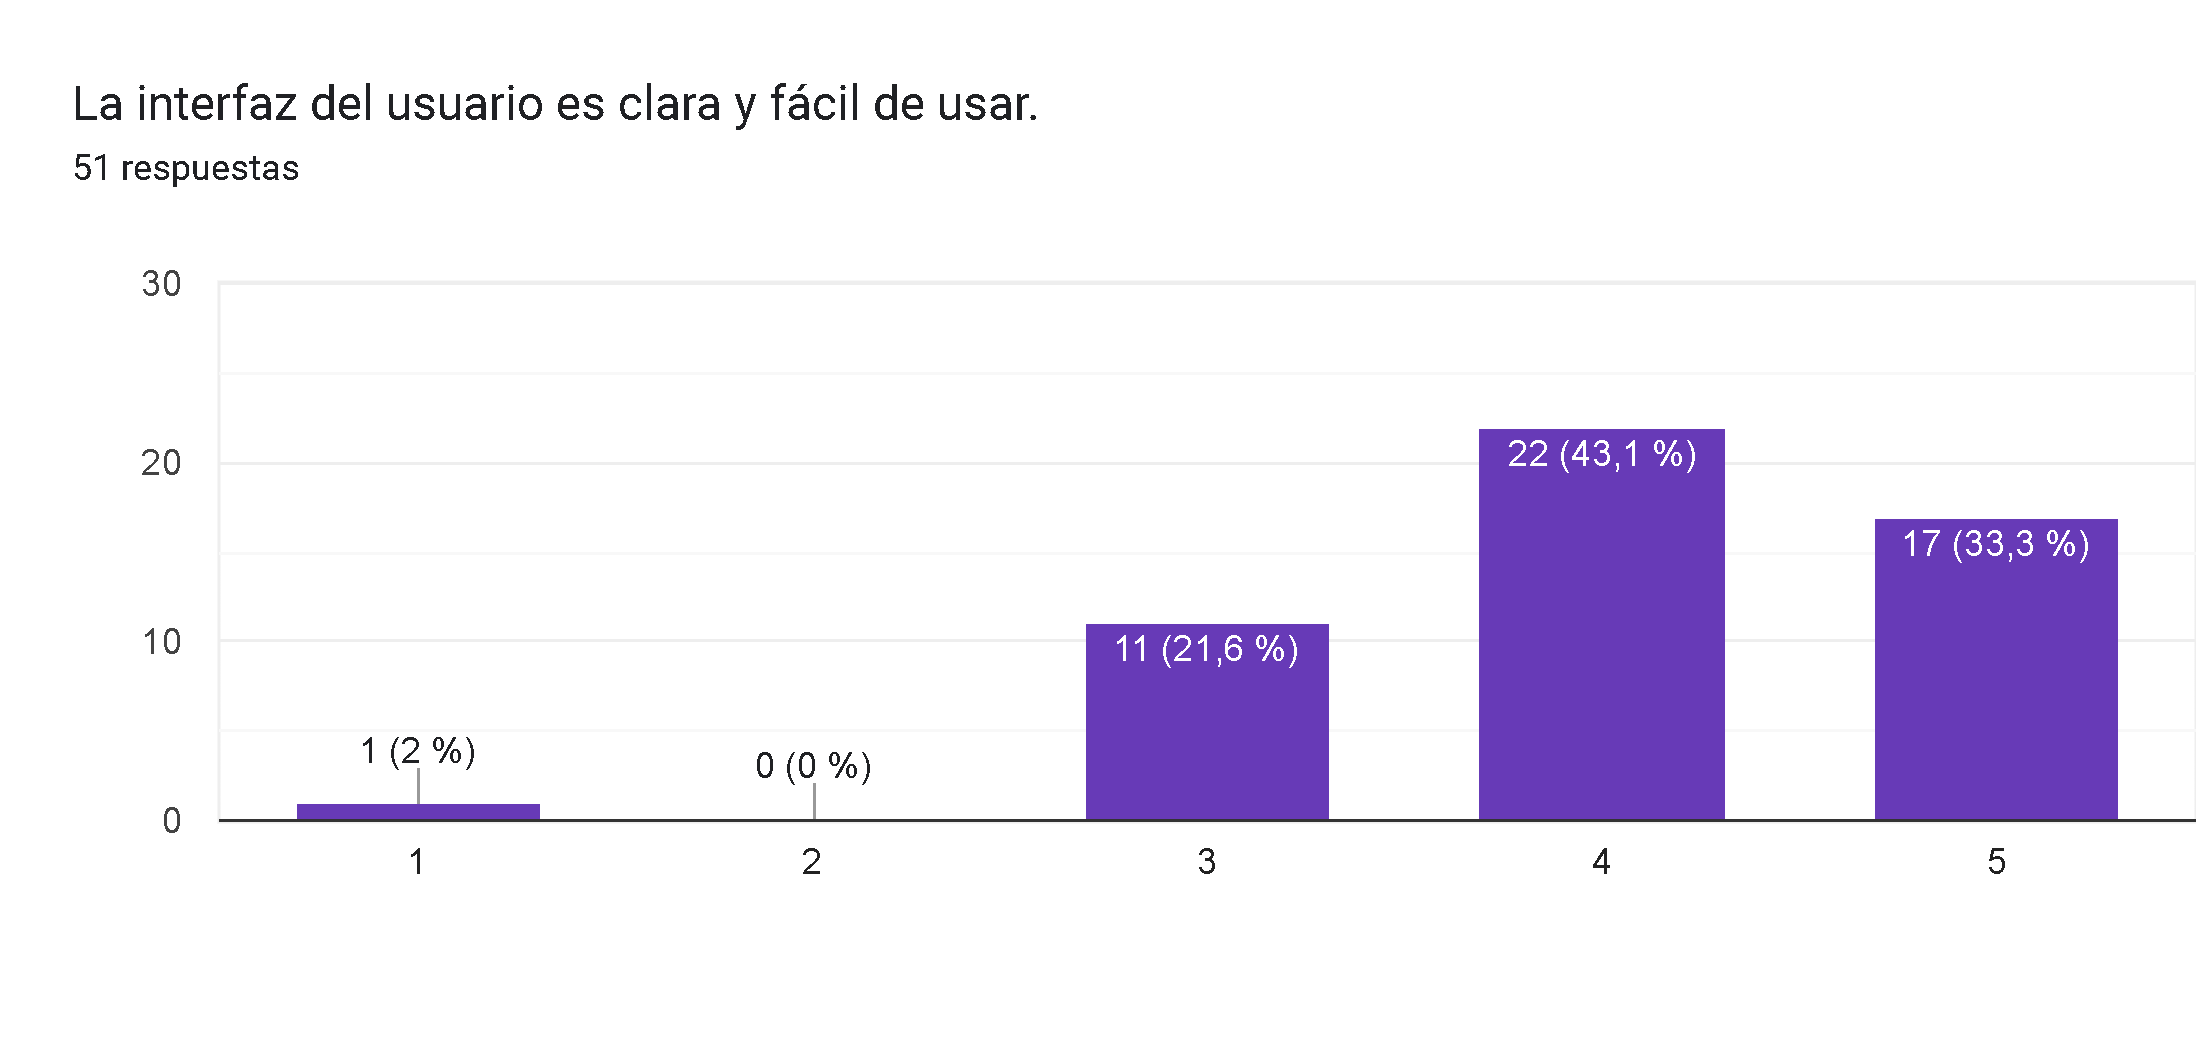 La interfaz del usuario es clara y fácil de usar.
51 respuestas
30
20
10
0
1 (2 %)
0 (0 %)
11 (21,6 %)
22 (43,1 %)
17 (33,3 %)
1
2
3
4
5